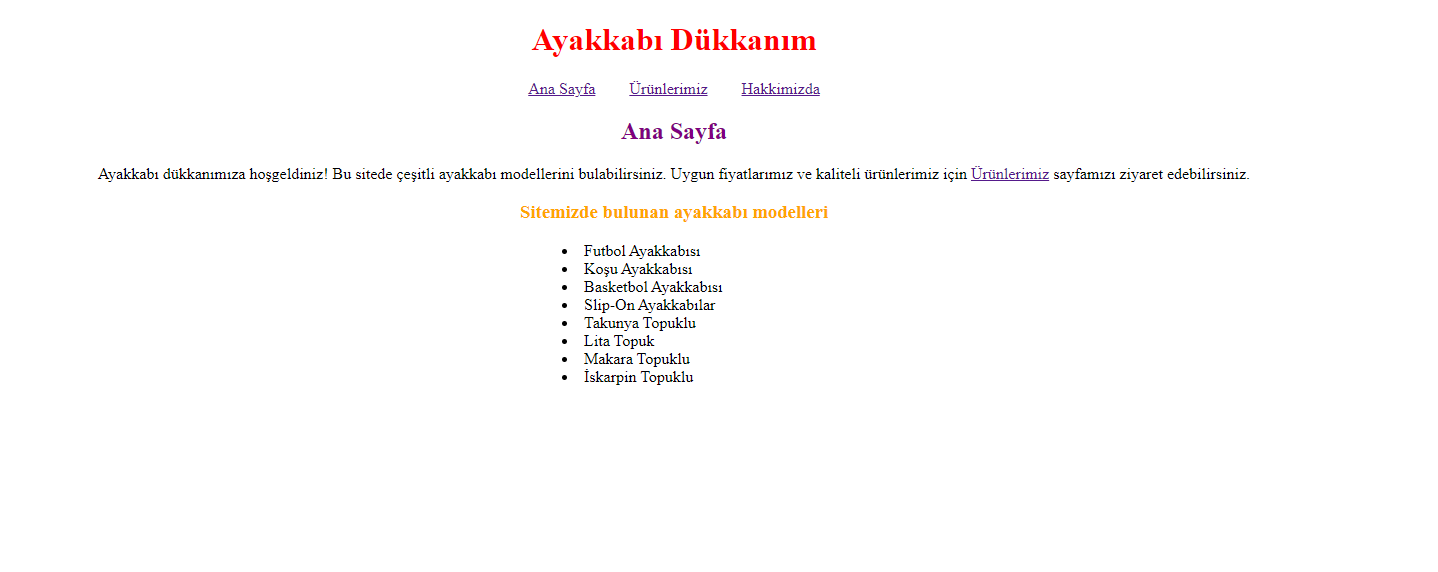 Ayakkabı Dükkanım
Ana Sayfa Ürünlerimiz Hakkimizda
Ana Sayfa
Ayakkabı dükkanımıza hoşgeldiniz! Bu sitede çeşitli ayakkabı modellerini bulabilirsiniz. Uygun fiyatlarımız ve kaliteli ürünlerimiz için Ürünlerimiz sayfamızı ziyaret edebilirsiniz.
Sitemizde bulunan ayakkabı modelleri
• Futbol Ayakkabısı
• Koşu Ayakkabısı
• Basketbol Ayakkabısı
• Slip-On Ayakkabılar
• Takunya Topuklu
• Lita Topuk
• Makara Topuklu
• İskarpin Topuklu